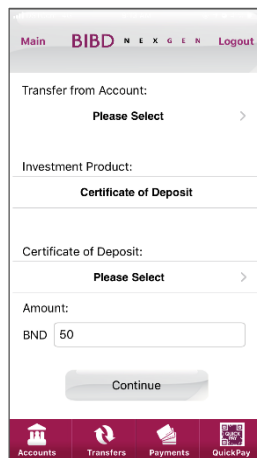 Main BIBD NEXGEN Logout
Transfer from Account:
Please Select
Investment Product:
Certificate of Deposit
Certificate of Deposit:
Please Select
Amount:
BND 50
Continue
QUICK PAY
Accounts Transfers Payments QuickPay